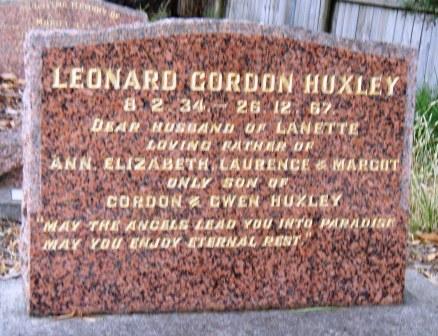 LEONARD GORDON HUXLEY
8 2 34 - 26 12 67
DEAR HUSBAND OF LANETTE
LOVING FATHER OF
ANN, ELIZABETH, LAURENCE & MARGOT
ONLY SON OF
GORDON & GWEN HUXLEY
"MAY THE ANGELS LEAD YOU INTO PARADISE
MAY YOU ENJOY ETERNAL REST"